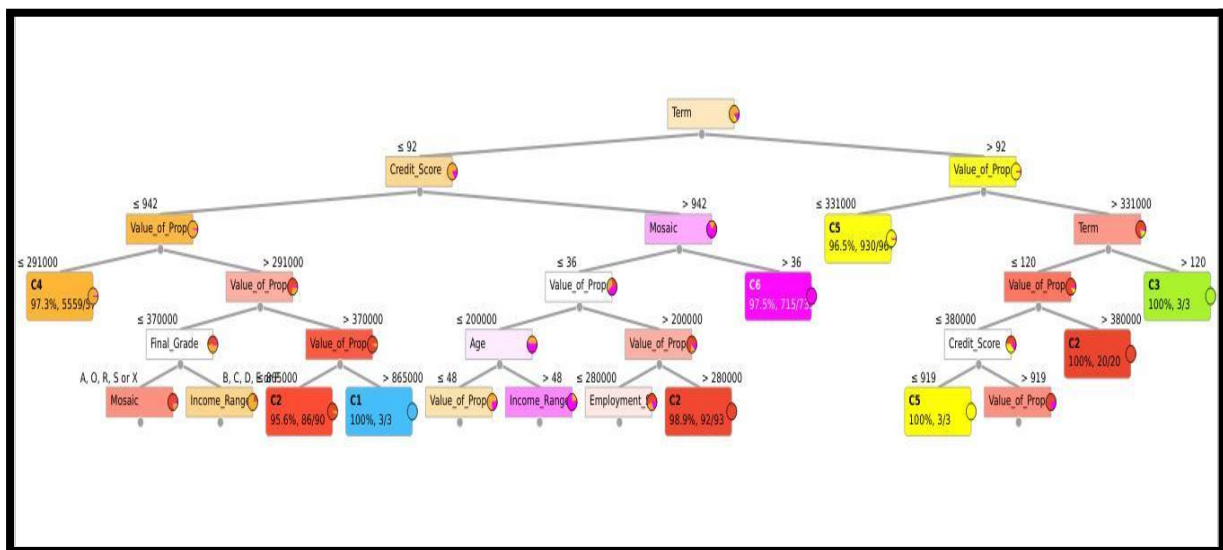 Term
≤ 92
> 92
Credit_Score
Value_of_Prop
≤ 942
> 942
≤ 331000
> 331000
Value_of_Prop
Mosaic
C5
96.5%, 930/96
Term
≤ 291000
> 291000
≤ 36
> 36
≤ 120
> 120
C4
97.3%, 5559/5
Value_of_Prop
Value_of_Prop
C6
97.5%, 715/73
Value_of_Prop
C3
100%, 3/3
≤ 370000
> 370000
≤ 200000
> 200000
≤ 380000
> 380000
Final_Grade
Value_of_Prop
Age
Value_of_Prop
Credit_Score
C2
100%, 20/20
A, O, R, S or X
B, C, D, E
> 865000
≤ 48
> 48
≤ 280000
> 280000
≤ 919
> 919
Mosaic
Income_Range
C2
95.6%, 86/90
C1
100%, 3/3
Value_of_Prop
Income_Range
Employment_
C2
98.9%, 92/93
C5
100%, 3/3
Value_of_Prop